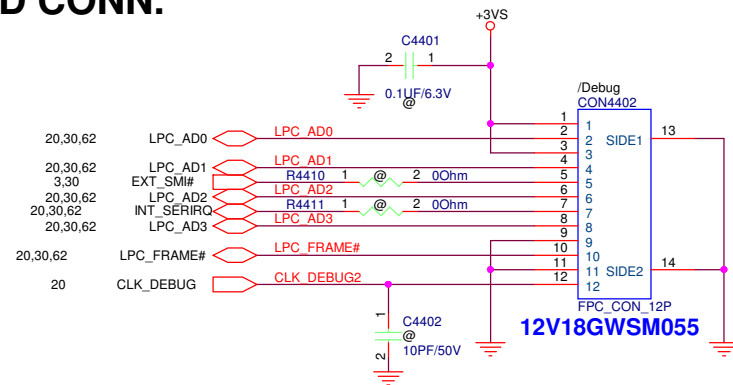 D CONN.
+3VS
C4401
2 1
0.1UF/6.3V
@
/Debug
CON4402
20,30,62 LPC_AD0 LPC_AD0
20,30,62 LPC_AD1 LPC_AD1
3,30 EXT_SMI# R4410 1 @ 2 0Ohm
20,30,62 LPC_AD2 LPC_AD2
20,30,62 INT_SERIRQ R4411 1 @ 2 0Ohm
20,30,62 LPC_AD3 LPC_AD3
20,30,62 LPC_FRAME# LPC_FRAME#
20 CLK_DEBUG CLK_DEBUG2
1 1
2 2 SIDE1 13
3 3
4 4
5 5
6 6
7 7
8 8
9 9
10 10
11 11 SIDE2 14
12 12
FPC_CON_12P
12V18GWSM055
1
C4402
@
10PF/50V
2